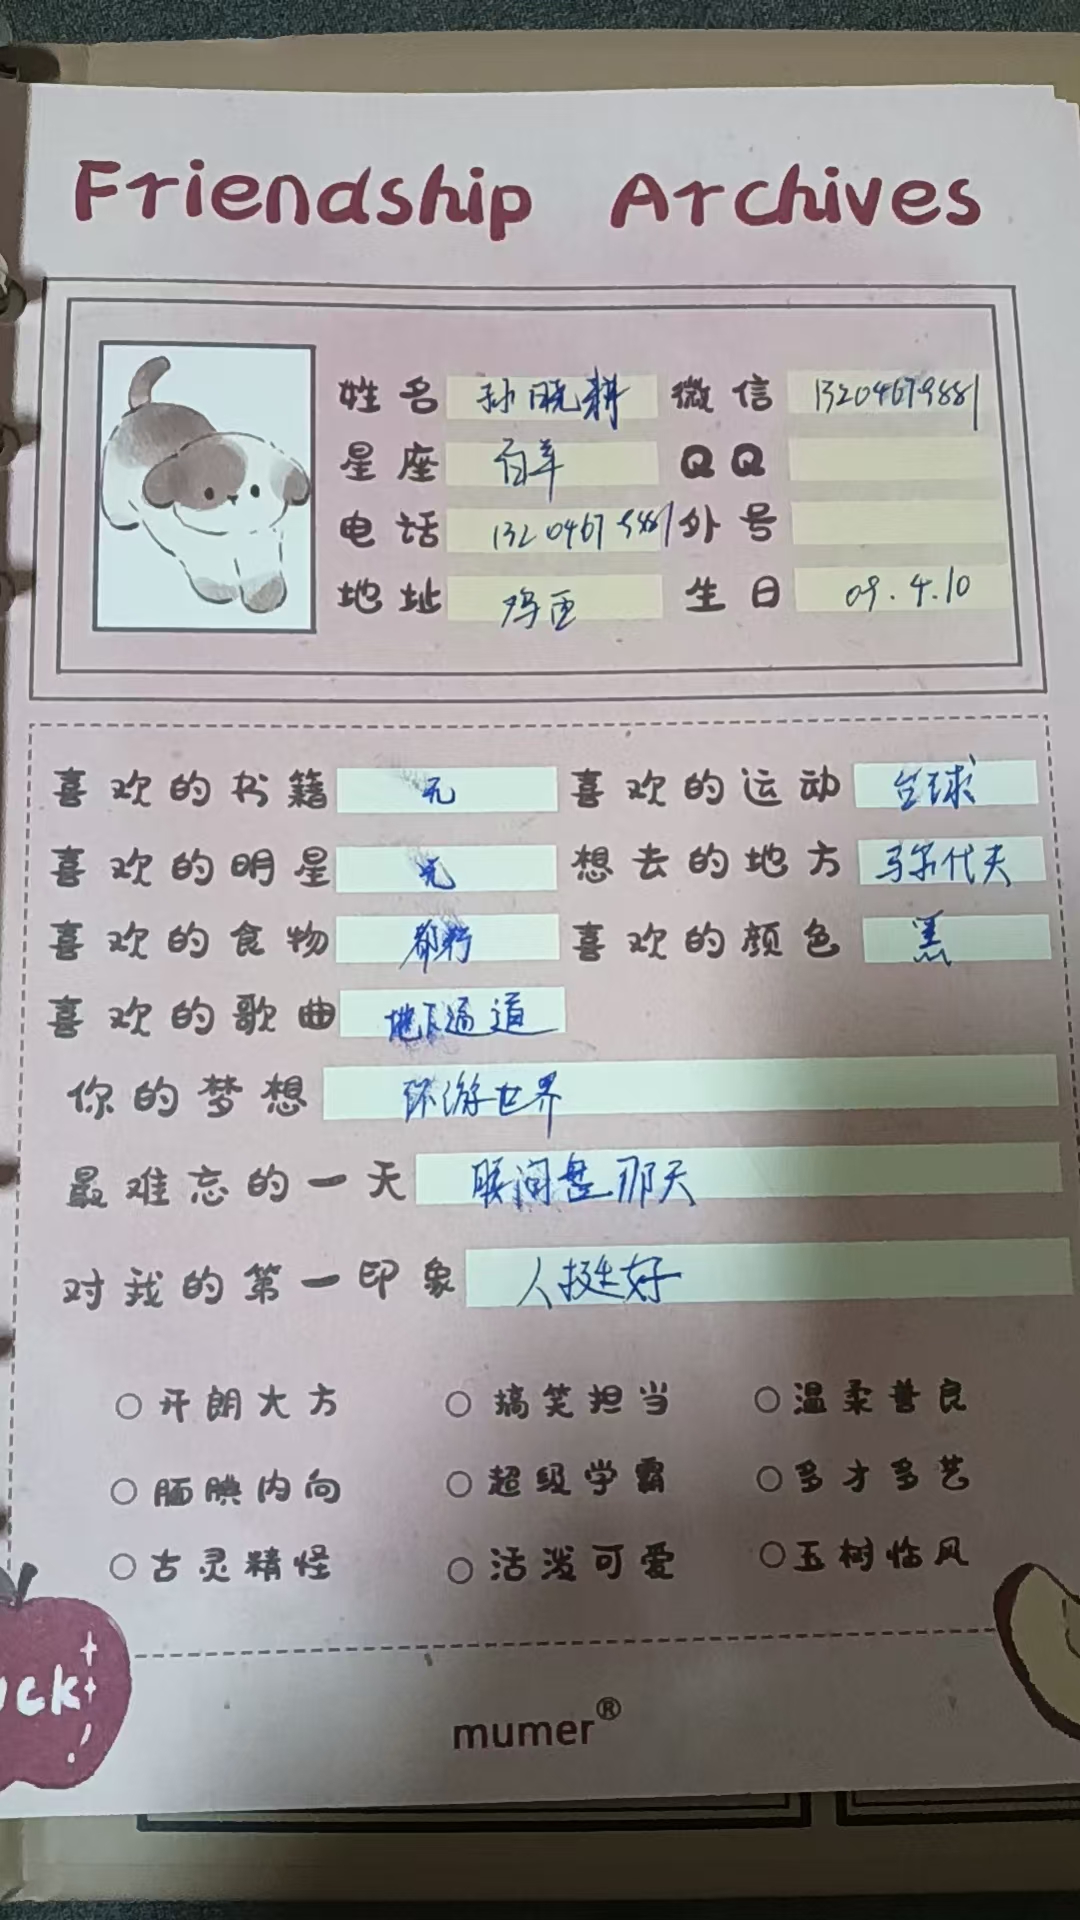 Friendship Archives
姓名 孙晓耕 微信 13204679881
星座 白羊 QQ
电话 13204679881 外号
地址 鸡西 生日 09.4.10
喜欢的书籍 无 喜欢的运动 台球
喜欢的明星 无 想去的地方 马尔代夫
喜欢的食物 都行 喜欢的颜色 黑
喜欢的歌曲 地下通道
你的梦想 环游世界
最难忘的一天 那天
对我的第一印象 人挺好
○开朗大方 ○搞笑担当 ○温柔善良
○腼腆内向 ○超级学霸 ○多才多艺
○古灵精怪 ○活泼可爱 ○玉树临风
uck
mumer®